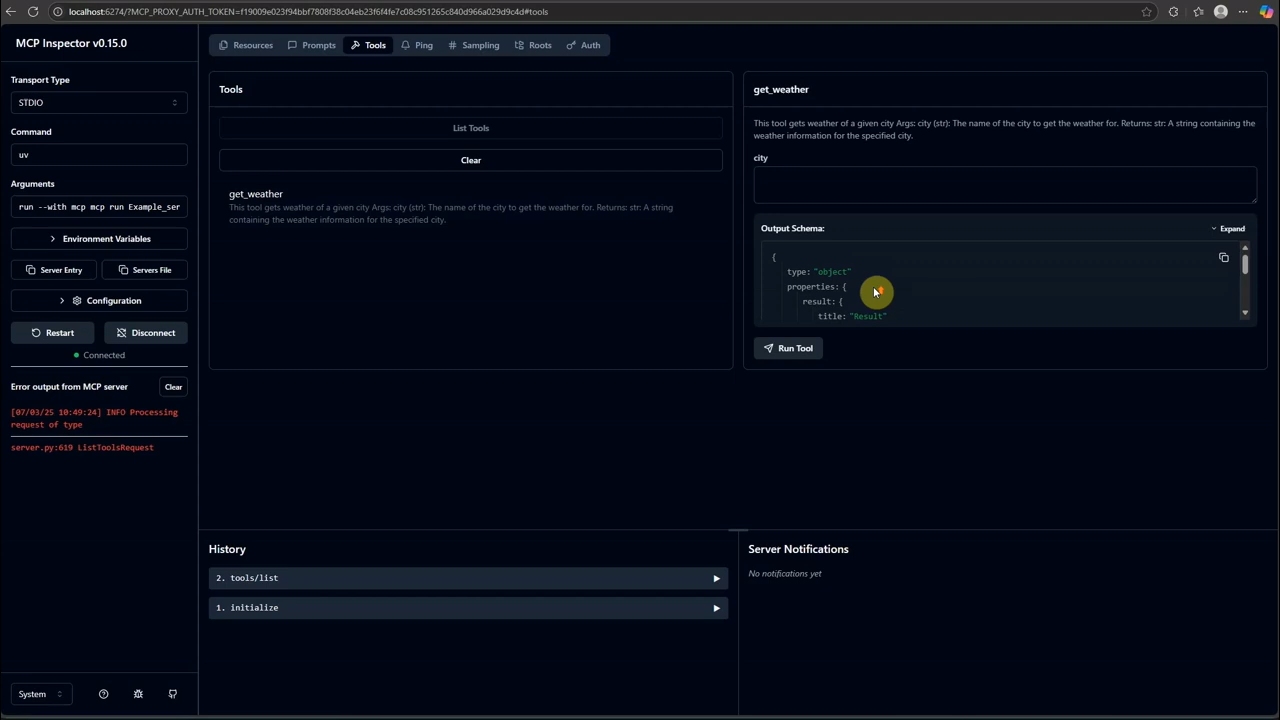 localhost:6274/?MCP_PROXY_AUTH_TOKEN=f19009e023f94bbf7808f38c04eb23f6f4fe7c08c951265c840d966a029d9c4d#tools
MCP Inspector v0.15.0
Transport Type
STDIO
Command
uv
Arguments
run --with mcp mcp run Example_ser
Environment Variables
Server Entry
Servers File
Configuration
Restart
Disconnect
Connected
Error output from MCP server
Clear
[07/03/25 10:49:24] INFO Processing
request of type
server.py:619 ListToolsRequest
System
Resources
Prompts
Tools
Ping
Sampling
Roots
Auth
Tools
List Tools
Clear
get_weather
This tool gets weather of a given city Args: city (str): The name of the city to get the weather for. Returns: str: A string
containing the weather information for the specified city.
get_weather
This tool gets weather of a given city Args: city (str): The name of the city to get the weather for. Returns: str: A string containing the
weather information for the specified city.
city
Output Schema:
Expand
{
type: "object"
properties: {
result: {
title: "Result"
Run Tool
History
2. tools/list
1. initialize
Server Notifications
No notifications yet